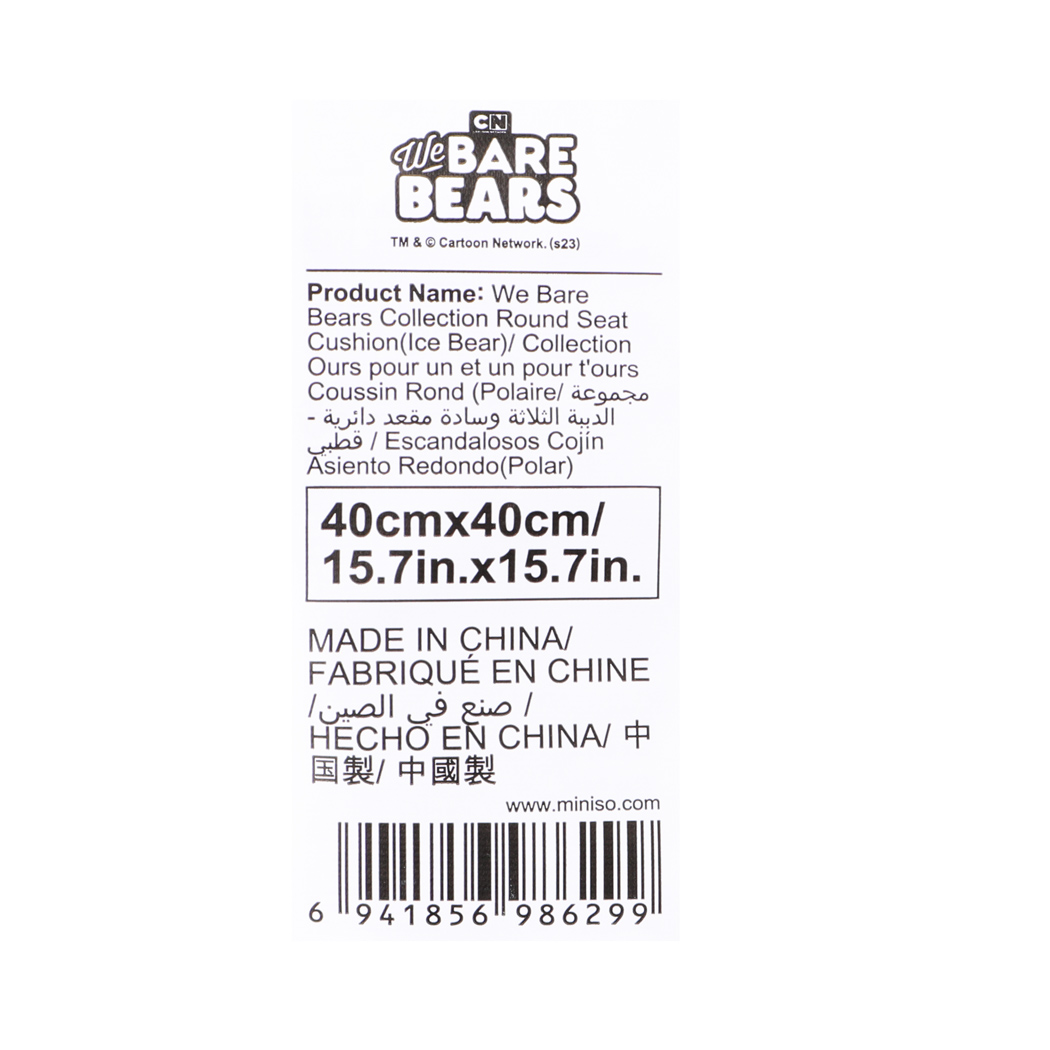 CN
We BARE
BEARS
TM & © Cartoon Network. (s23)
Product Name: We Bare
Bears Collection Round Seat
Cushion(Ice Bear)/ Collection
Ours pour un et un pour t'ours
Coussin Rond (Polaire/ مجموعة
الدببة الثلاثة وسادة مقعد دائرية -
قطبي / Escandalosos Cojín
Asiento Redondo(Polar)
40cmx40cm/
15.7in.x15.7in.
MADE IN CHINA/
FABRIQUÉ EN CHINE
/ صنع في الصين/
HECHO EN CHINA/ 中
国製/ 中國製
www.miniso.com
6 941856 986299